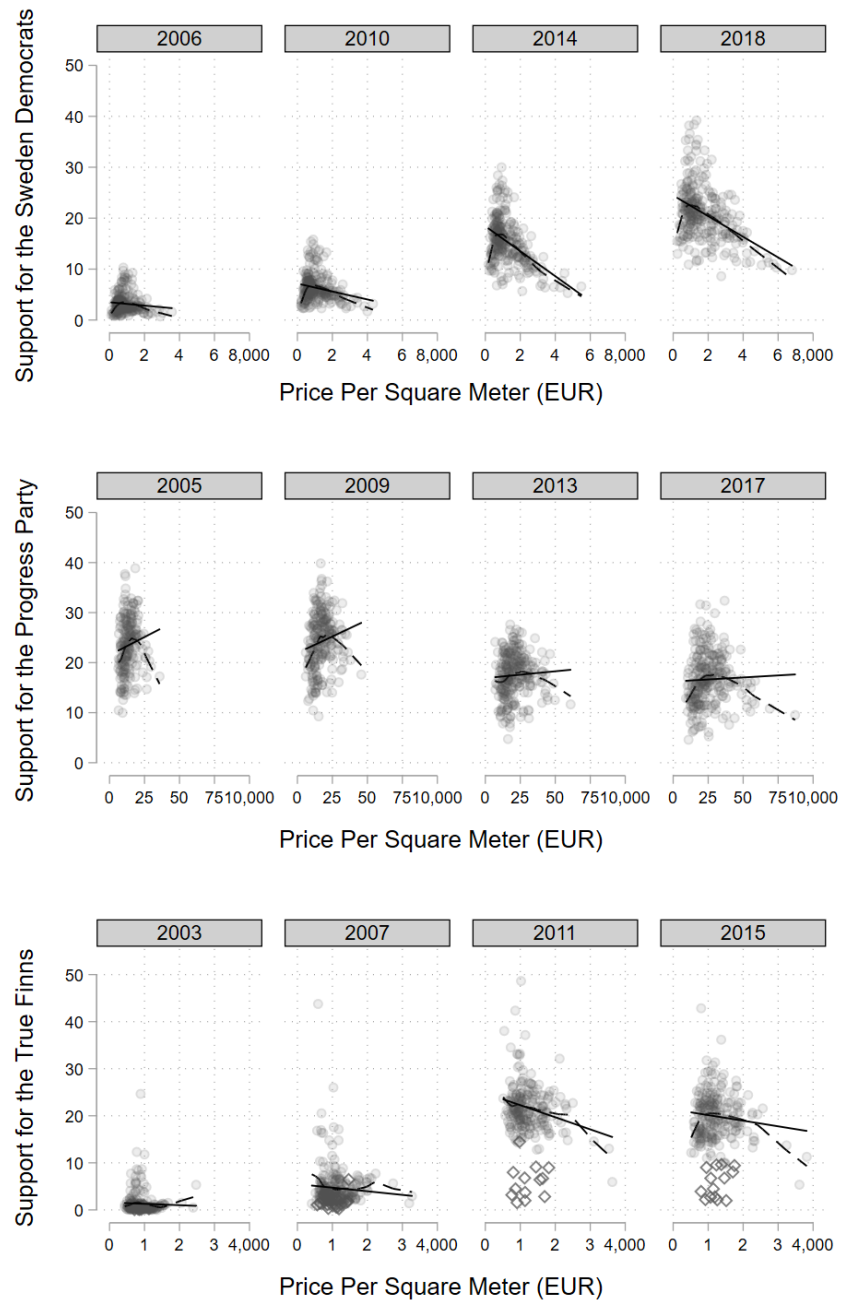 2006 2010 2014 2018
Support for the Sweden Democrats
50
40
30
20
10
0
0 2 4 6 8,000 0 2 4 6 8,000 0 2 4 6 8,000 0 2 4 6 8,000
Price Per Square Meter (EUR)
2005 2009 2013 2017
Support for the Progress Party
50
40
30
20
10
0
0 25 50 7510,000 0 25 50 7510,000 0 25 50 7510,000 0 25 50 7510,000
Price Per Square Meter (EUR)
2003 2007 2011 2015
Support for the True Finns
50
40
30
20
10
0
0 1 2 3 4,000 0 1 2 3 4,000 0 1 2 3 4,000 0 1 2 3 4,000
Price Per Square Meter (EUR)